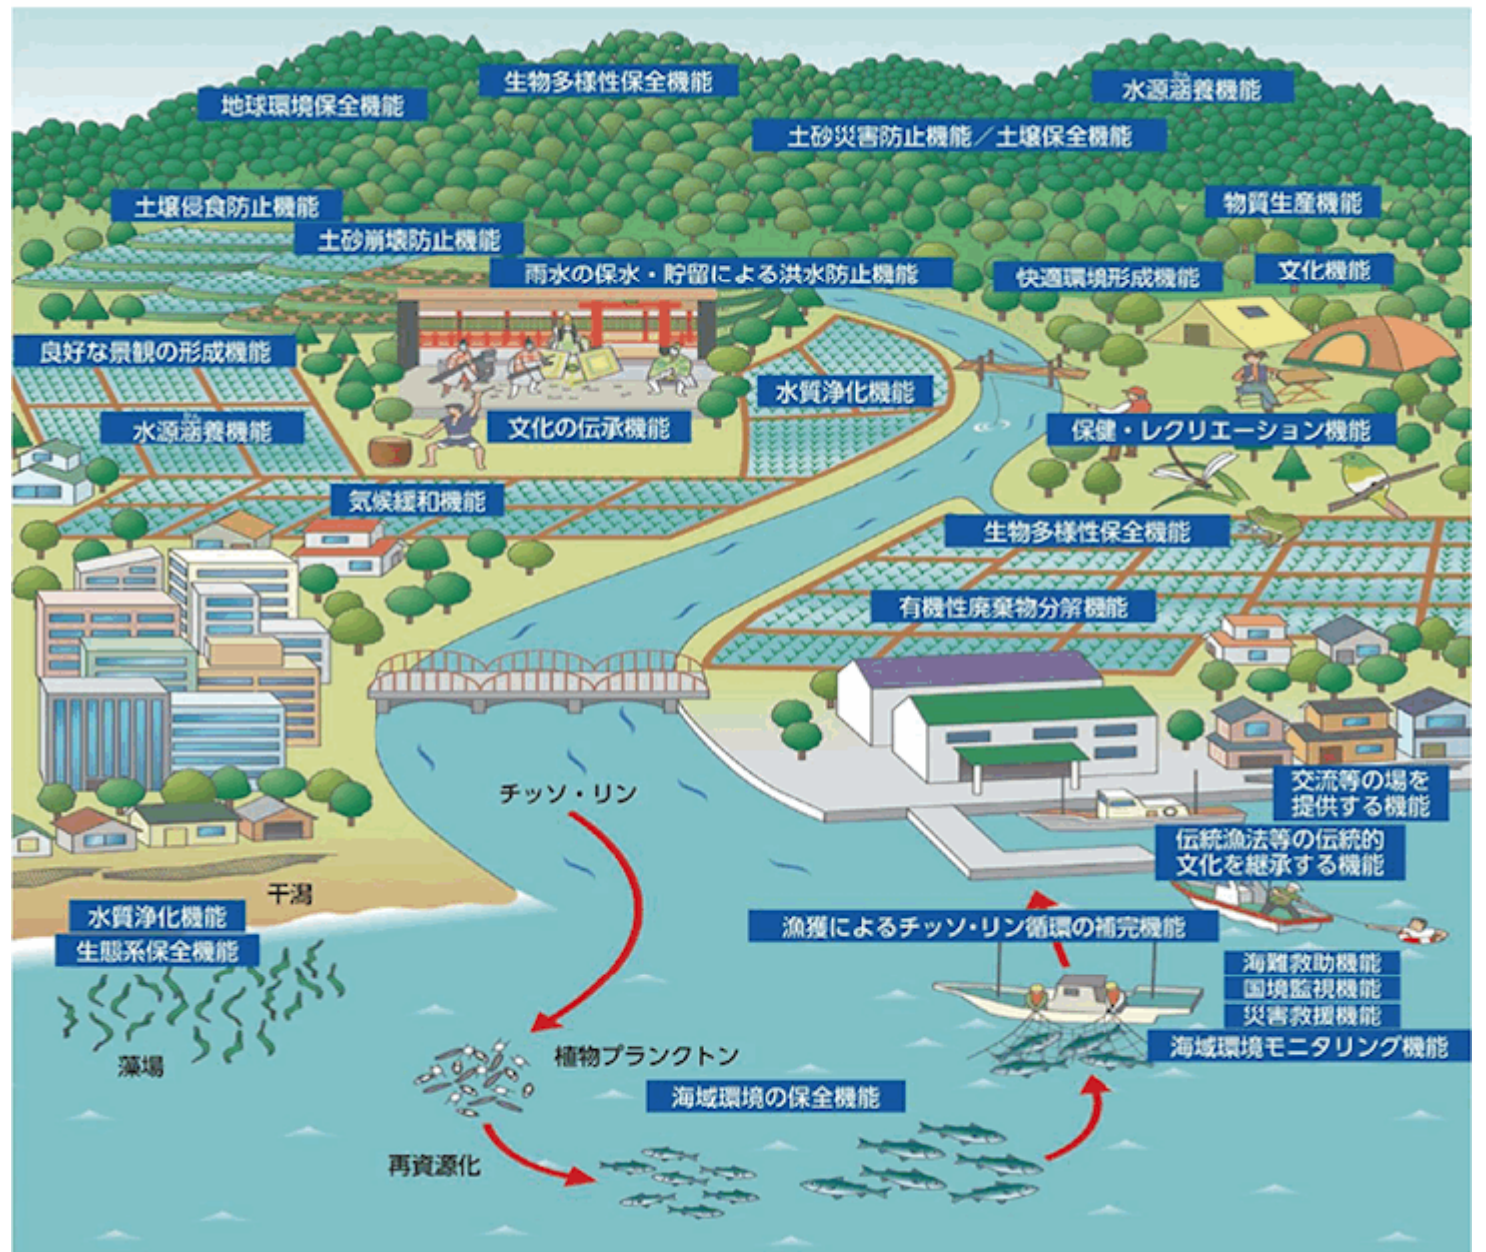 生物多様性保全機能
水源涵養機能
地球環境保全機能
土砂災害防止機能／土壌保全機能
土壌侵食防止機能
物質生産機能
土砂崩壊防止機能
雨水の保水・貯留による洪水防止機能
快適環境形成機能
文化機能
良好な景観の形成機能
水質浄化機能
水源涵養機能
文化の伝承機能
保健・レクリエーション機能
気候緩和機能
生物多様性保全機能
有機性廃棄物分解機能
チッソ・リン
交流等の場を
提供する機能
伝統漁法等の伝統的
文化を継承する機能
干潟
水質浄化機能
生態系保全機能
漁獲によるチッソ・リン循環の補完機能
海難救助機能
国境監視機能
災害救援機能
海域環境モニタリング機能
藻場
植物プランクトン
海域環境の保全機能
再資源化